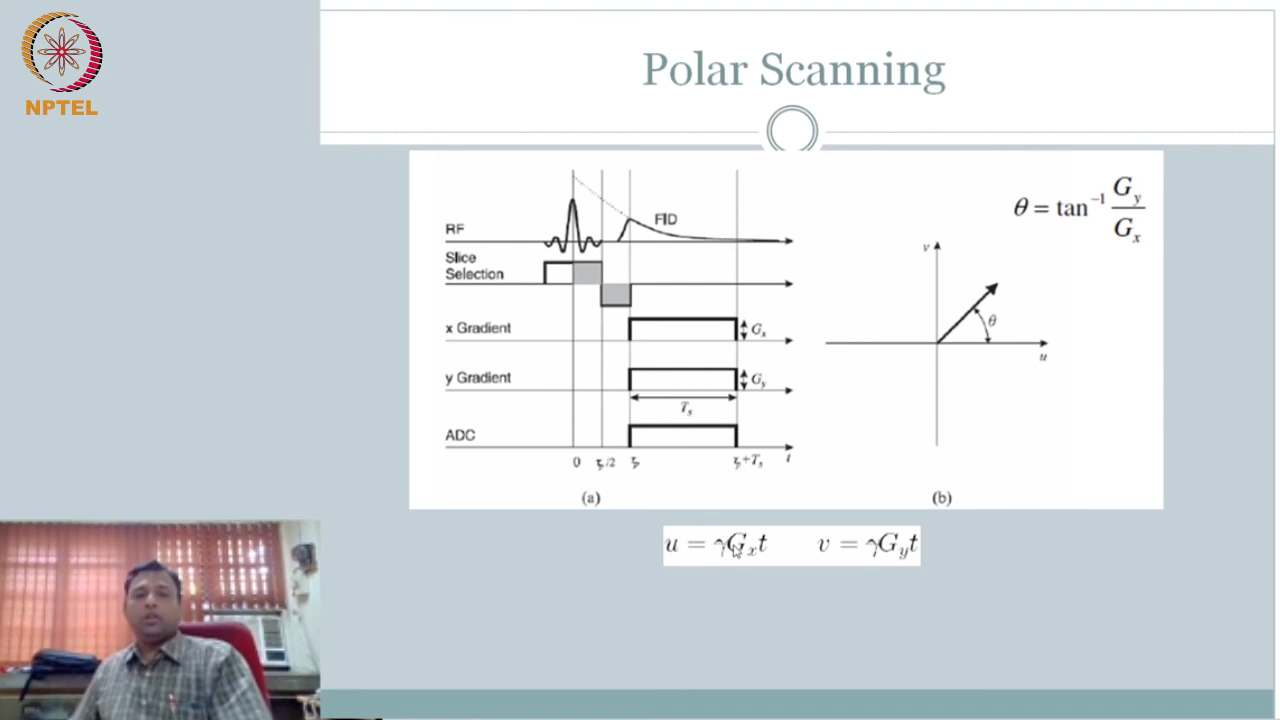 NPTEL
Polar Scanning
RF
FID
Slice
Selection
x Gradient
G_x
y Gradient
G_y
T_s
ADC
0 ζ/2 ζ ζ+T_s t
(a)
θ = tan⁻¹ G_y/G_x
v
θ
u
(b)
u = γG_x t v = γG_y t